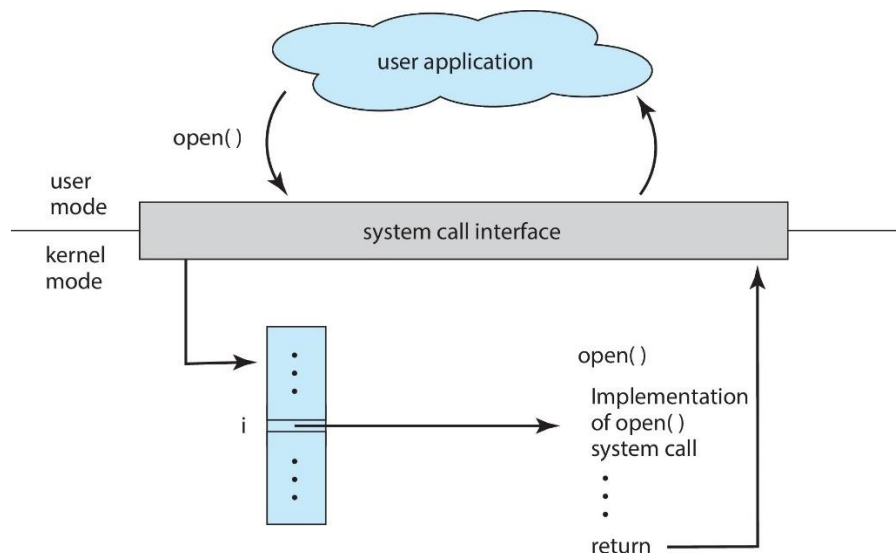 user application
open( )
user
mode
system call interface
kernel
mode
i
open( )
Implementation
of open( )
system call
return